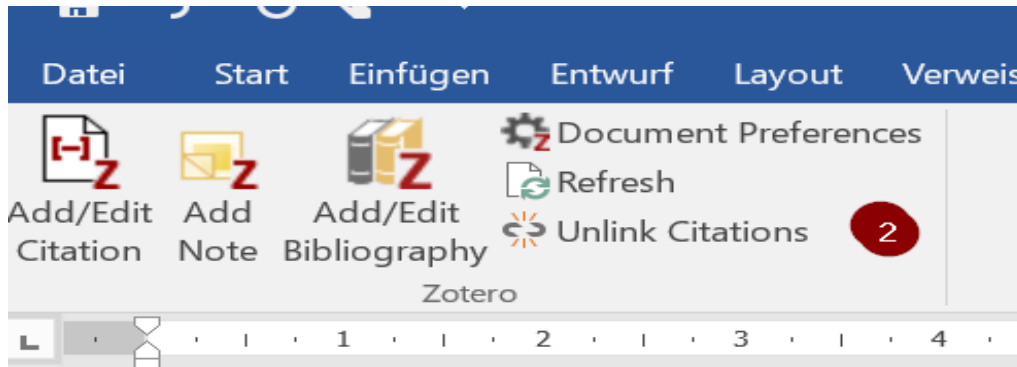 Datei Start Einfügen Entwurf Layout Verweis
Document Preferences
Refresh
Unlink Citations 2
Add/Edit Citation
Add Note
Add/Edit Bibliography
Zotero
L 1 2 3 4